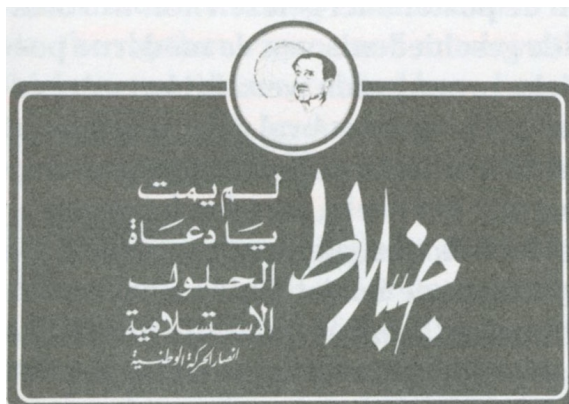 جنبلاط
لم يمت
يا دعاة
الحلول
الاستسلامية
انصار الحركة الوطنية